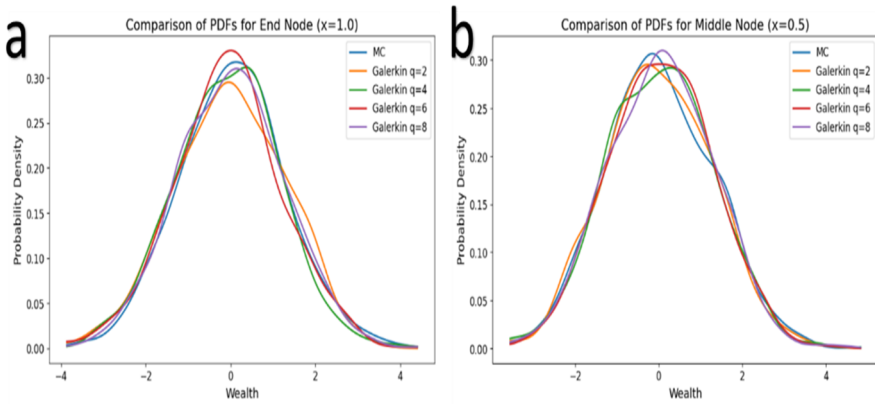 a
Comparison of PDFs for End Node (x=1.0)
MC
Galerkin q=2
Galerkin q=4
Galerkin q=6
Galerkin q=8
Probability Density
0.30
0.25
0.20
0.15
0.10
0.05
0.00
−4
−2
0
2
4
Wealth
b
Comparison of PDFs for Middle Node (x=0.5)
MC
Galerkin q=2
Galerkin q=4
Galerkin q=6
Galerkin q=8
Probability Density
0.30
0.25
0.20
0.15
0.10
0.05
0.00
−2
0
2
4
Wealth